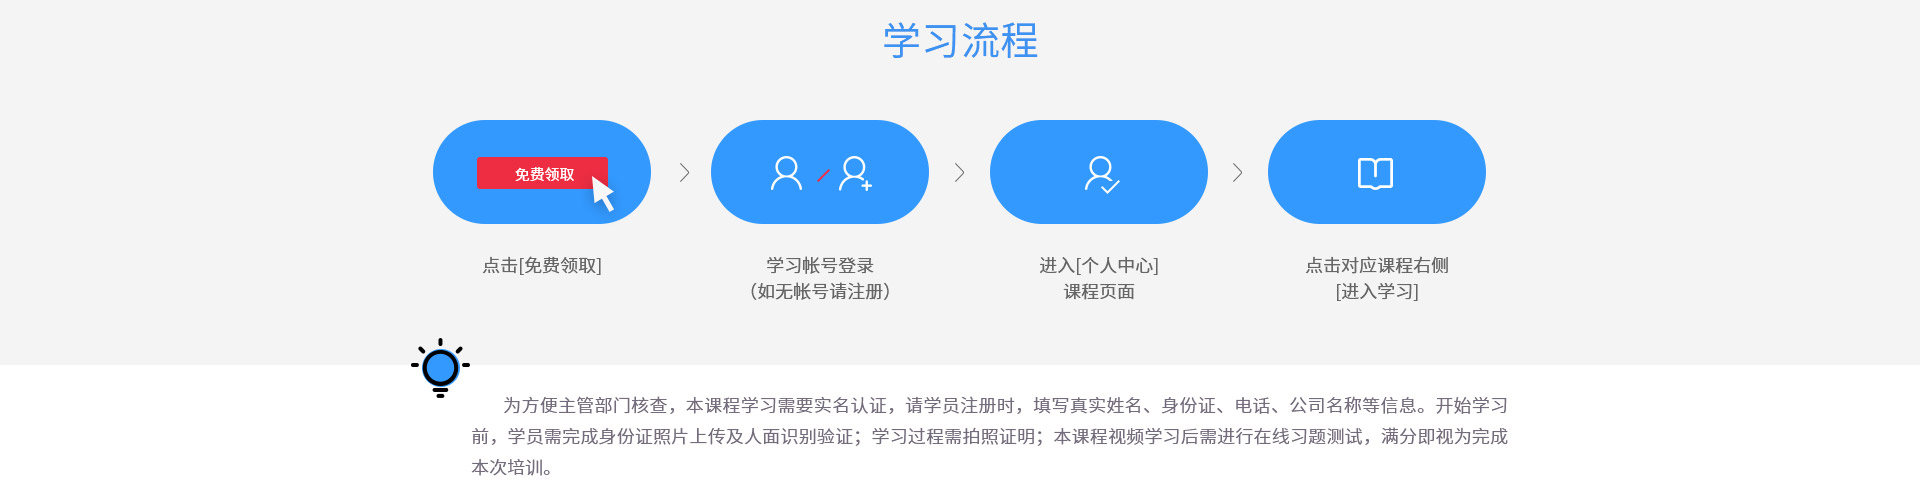 学习流程
免费领取
点击[免费领取]
学习帐号登录
（如无帐号请注册）
进入[个人中心]
课程页面
点击对应课程右侧
[进入学习]
为方便主管部门核查，本课程学习需要实名认证，请学员注册时，填写真实姓名、身份证、电话、公司名称等信息。开始学习
前，学员需完成身份证照片上传及人面识别验证；学习过程需拍照证明；本课程视频学习后需进行在线习题测试，满分即视为完成
本次培训。